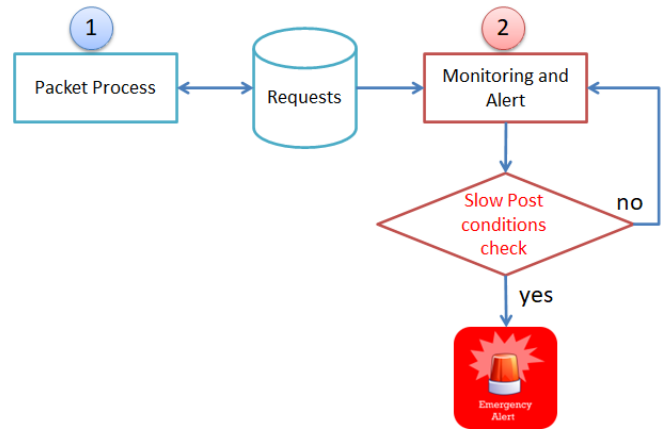 1
2
Packet Process
Requests
Monitoring and
Alert
Slow Post
conditions
check
no
yes
Emergency
Alert